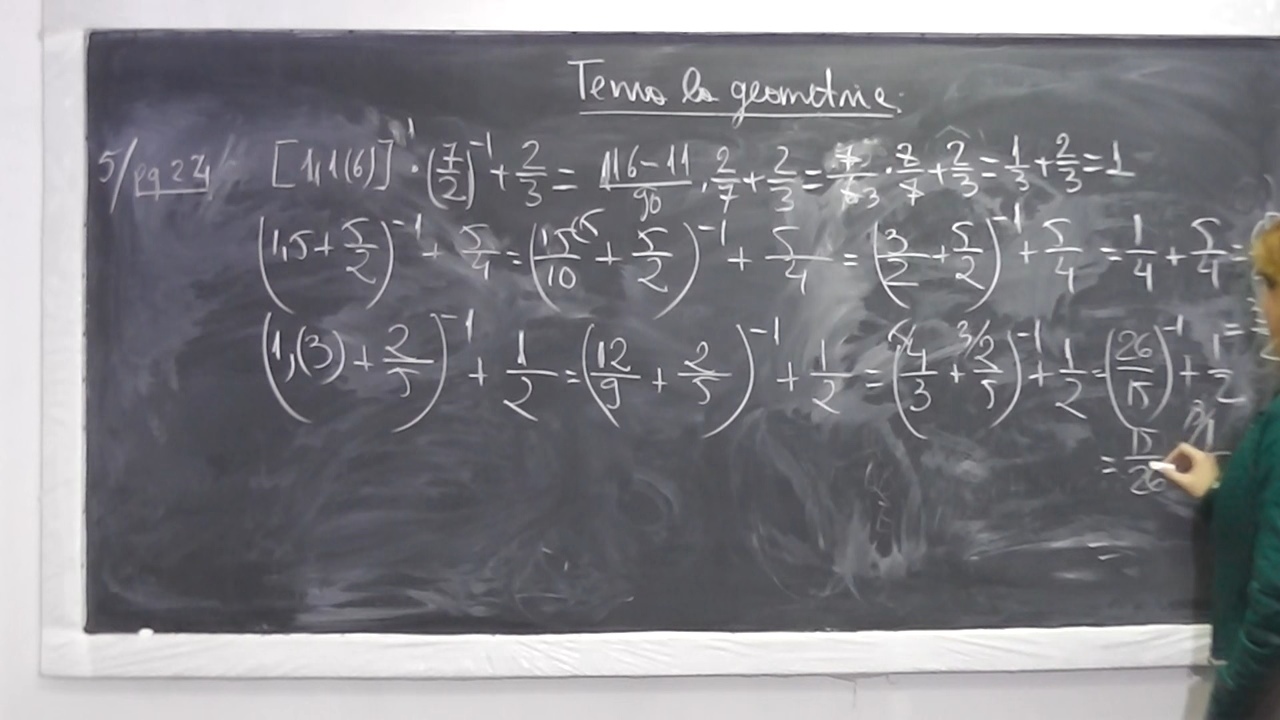 Tema la geometrie.
5/pg 224 [1,1(6)]·(7/2)^-1 + 2/3 = 116-11/90 · 2/7 + 2/3 = 7/63 · 2/7 + 2/3 = 1/3 + 2/3 = 1
(1,5 + 5/2)^-1 + 5/4 = (15/10 + 5/2)^-1 + 5/4 = (3/2 + 5/2)^-1 + 5/4 = 1/4 + 5/4 =
(1,(3) + 2/5)^-1 + 1/2 = (12/9 + 2/5)^-1 + 1/2 = (4/3 + 2/5)^-1 + 1/2 = (26/15)^-1 + 1/2
= 15/26